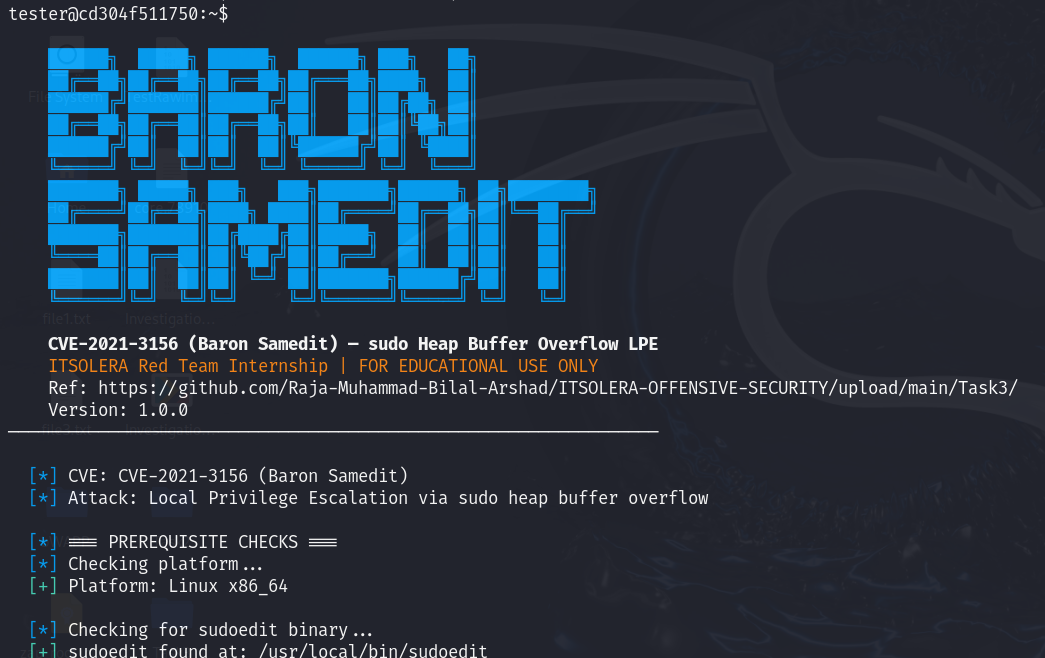 tester@cd304f511750:~$
BARON
SAMEDIT
CVE-2021-3156 (Baron Samedit) — sudo Heap Buffer Overflow LPE
ITSOLERA Red Team Internship | FOR EDUCATIONAL USE ONLY
Ref: https://github.com/Raja-Muhammad-Bilal-Arshad/ITSOLERA-OFFENSIVE-SECURITY/upload/main/Task3/
Version: 1.0.0
[*] CVE: CVE-2021-3156 (Baron Samedit)
[*] Attack: Local Privilege Escalation via sudo heap buffer overflow
[*] === PREREQUISITE CHECKS ===
[*] Checking platform...
[+] Platform: Linux x86_64
[*] Checking for sudoedit binary...
[+] sudoedit found at: /usr/local/bin/sudoedit
file1.txt